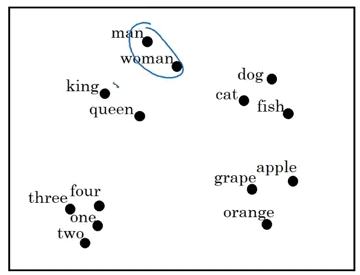 man
woman
king
queen
dog
cat
fish
three
four
one
two
grape
apple
orange